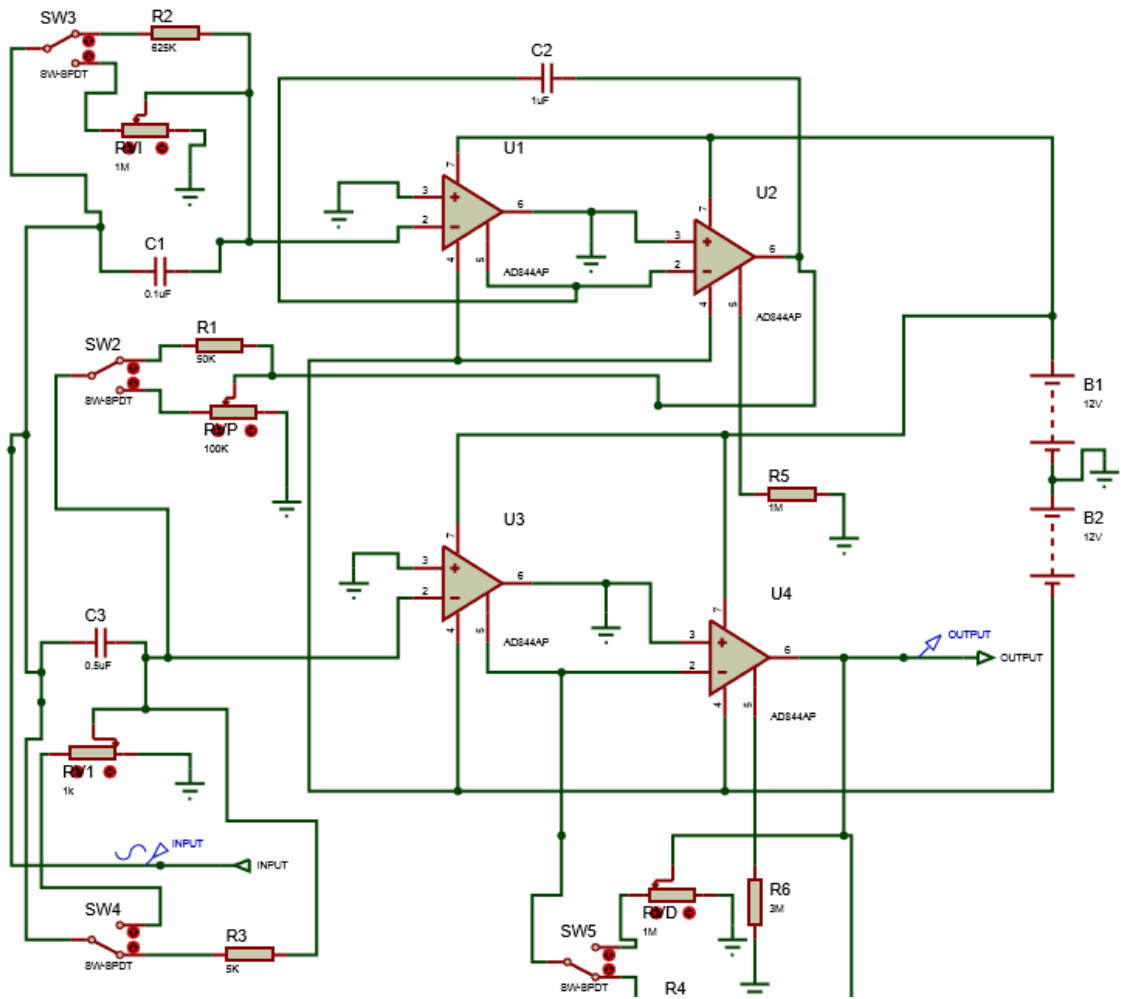 SW3
SW-SPDT
R2
625K
RVI
1M
C1
0.1uF
C2
1uF
U1
7
3
2
6
4
5
AD844AP
U2
7
3
2
6
4
5
AD844AP
SW2
SW-SPDT
R1
50K
RVP
100K
B1
12V
B2
12V
R5
1M
U3
7
3
2
6
4
5
AD844AP
U4
7
3
2
6
4
5
AD844AP
OUTPUT
OUTPUT
C3
0.5uF
RV1
1k
INPUT
INPUT
SW4
SW-SPDT
R3
5K
RVD
1M
R6
3M
SW5
SW-SPDT
R4